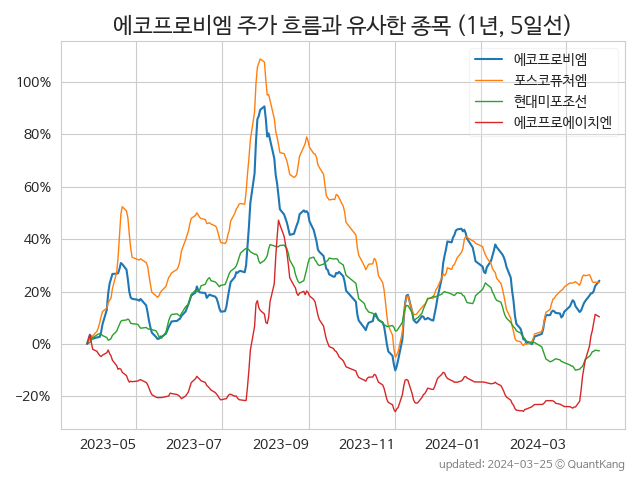 에코프로비엠 주가 흐름과 유사한 종목 (1년, 5일선)
에코프로비엠
포스코퓨처엠
현대미포조선
에코프로에이치엔
100%
80%
60%
40%
20%
0%
−20%
2023−05
2023−07
2023−09
2023−11
2024−01
2024−03
updated: 2024-03-25 © QuantKang